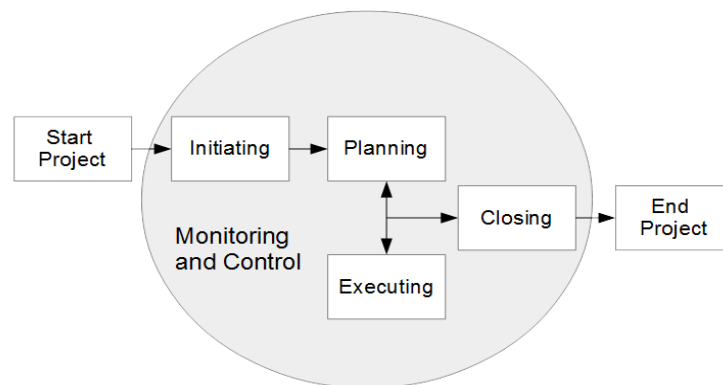 Start
Project
Initiating
Planning
Closing
End
Project
Monitoring
and Control
Executing